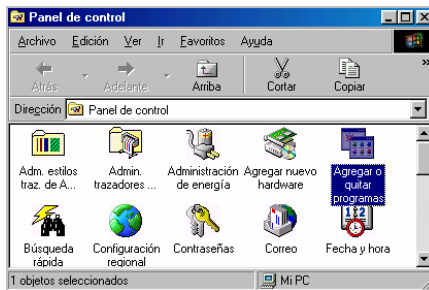 Panel de control
Archivo Edición Ver Ir Favoritos Ayuda
Atrás Adelante Arriba Cortar Copiar »
Dirección Panel de control
Adm. estilos traz. de A...
Admin. trazadores ...
Administración de energía
Agregar nuevo hardware
Agregar o quitar programas
Búsqueda rápida
Configuración regional
Contraseñas
Correo
Fecha y hora
1 objetos seleccionados Mi PC